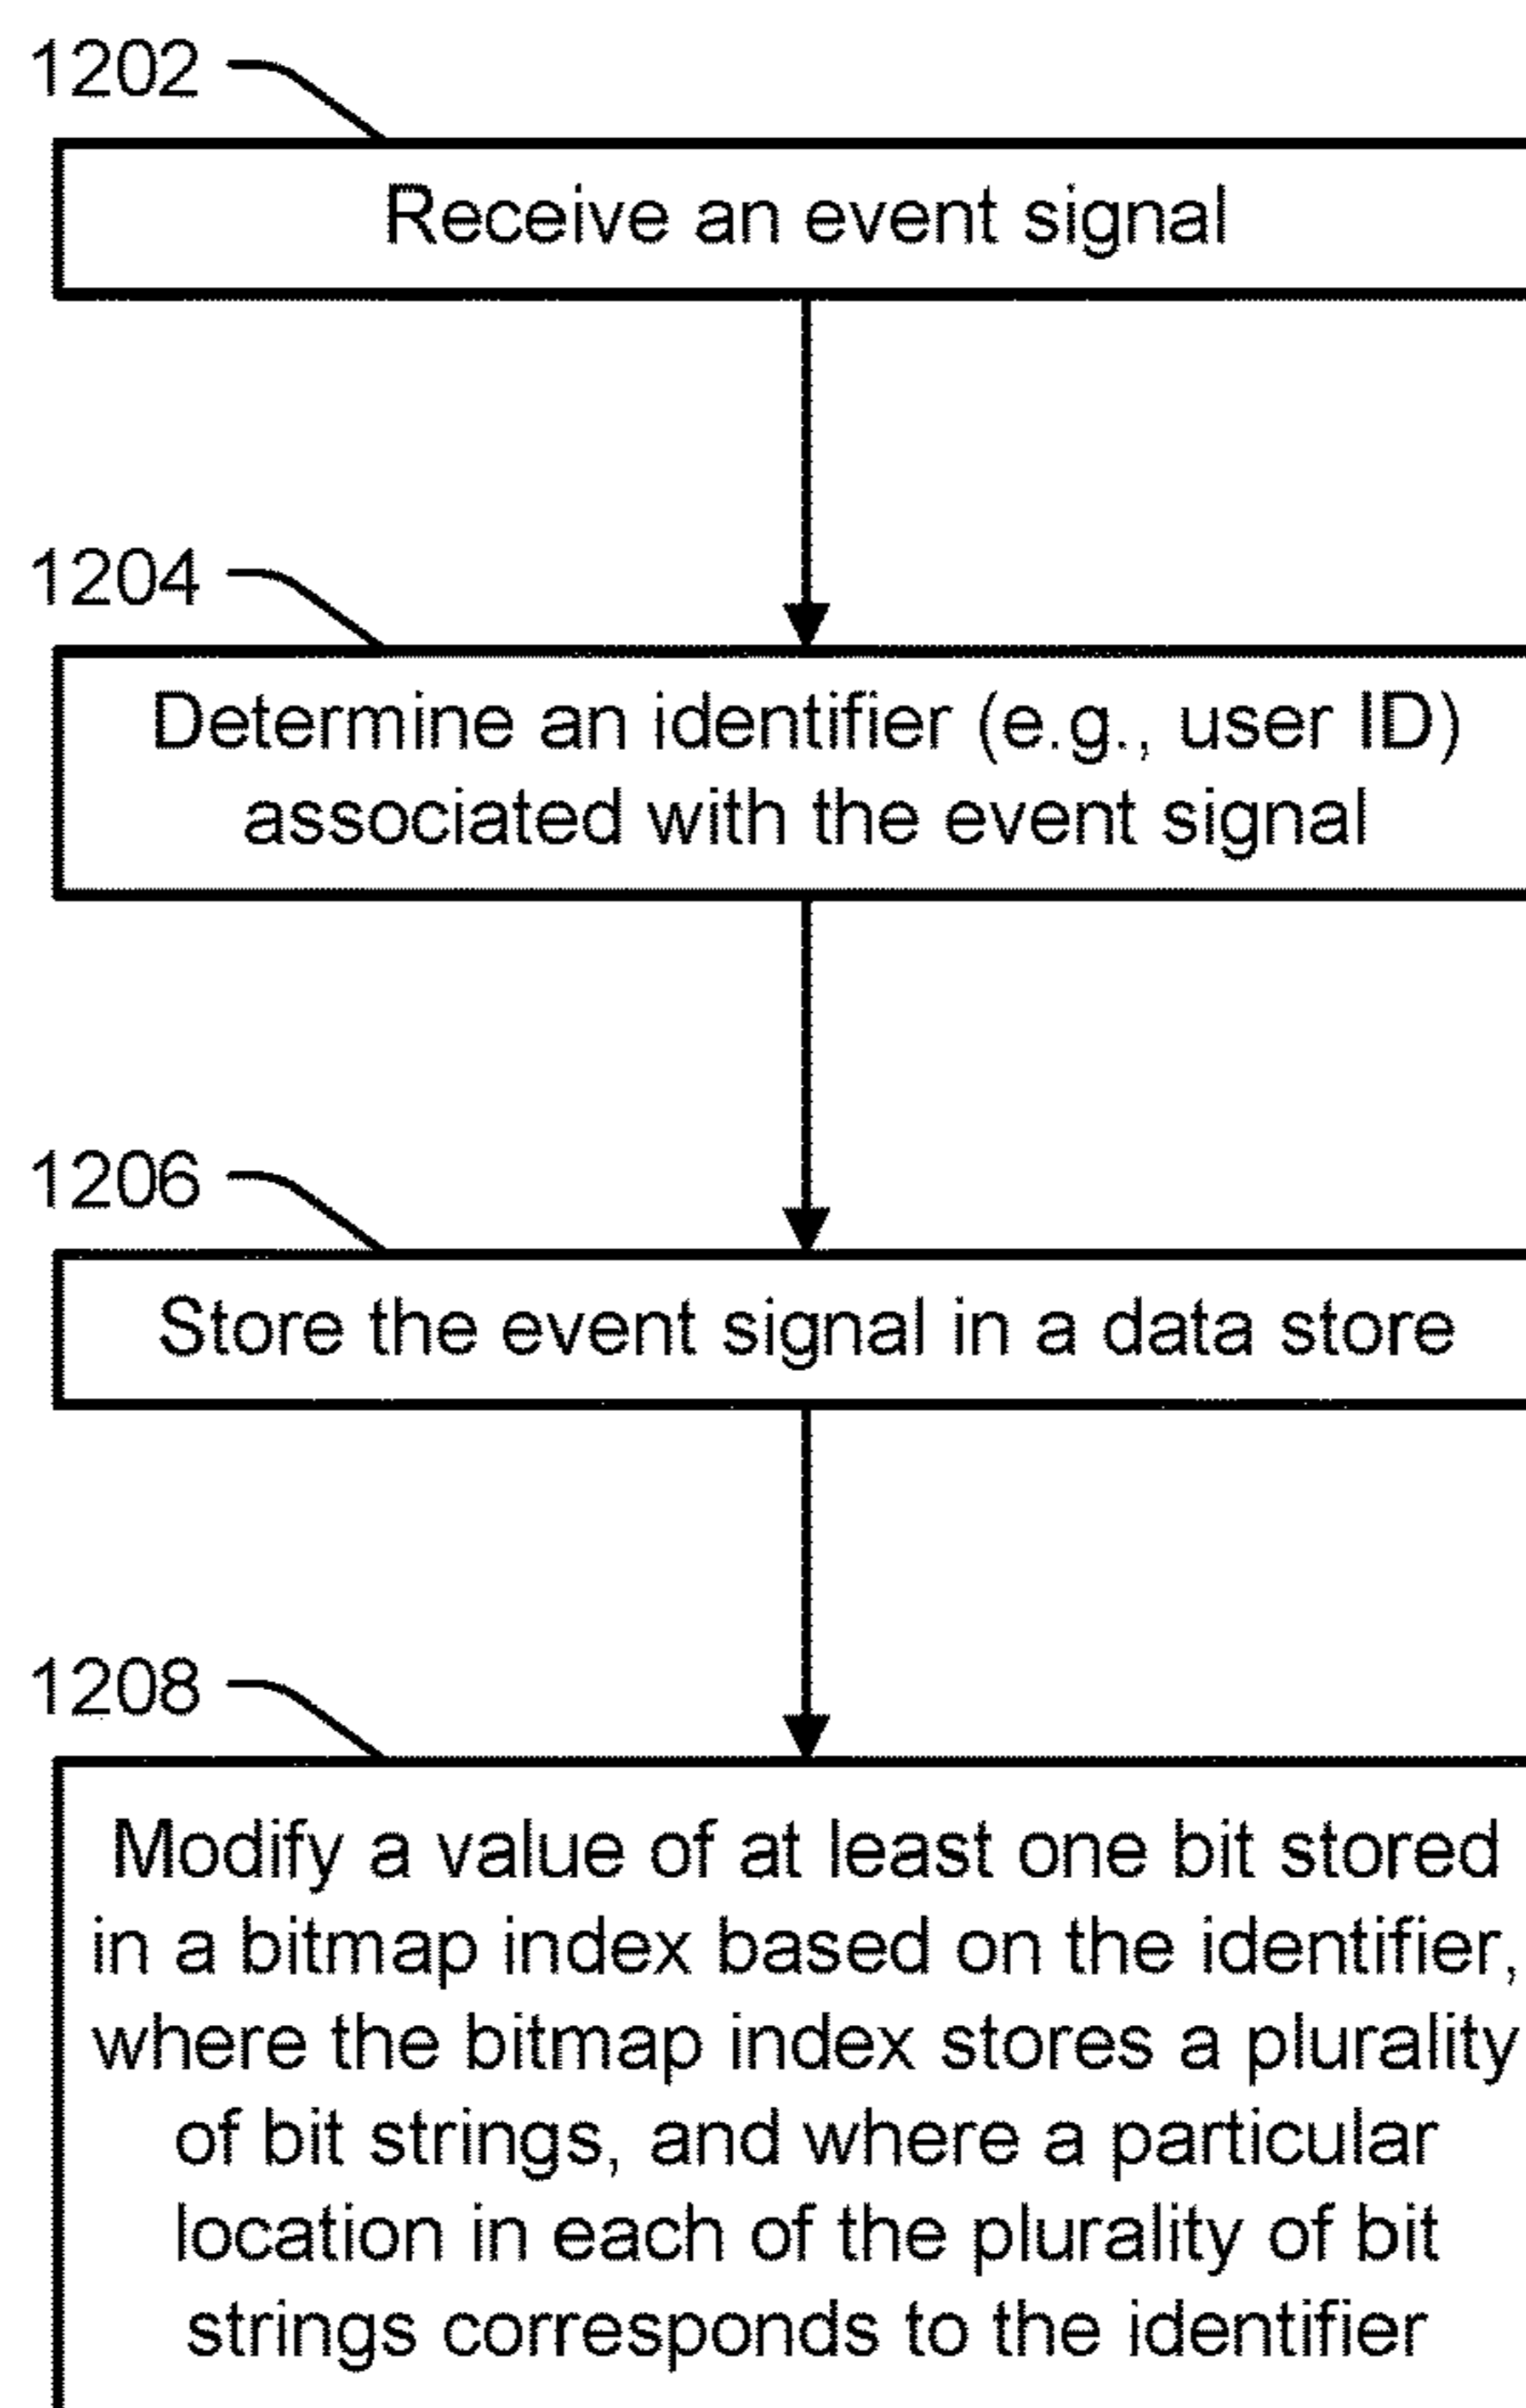 1202
Receive an event signal
1204
Determine an identifier (e.g., user ID)
associated with the event signal
1206
Store the event signal in a data store
1208
Modify a value of at least one bit stored
in a bitmap index based on the identifier,
where the bitmap index stores a plurality
of bit strings, and where a particular
location in each of the plurality of bit
strings corresponds to the identifier